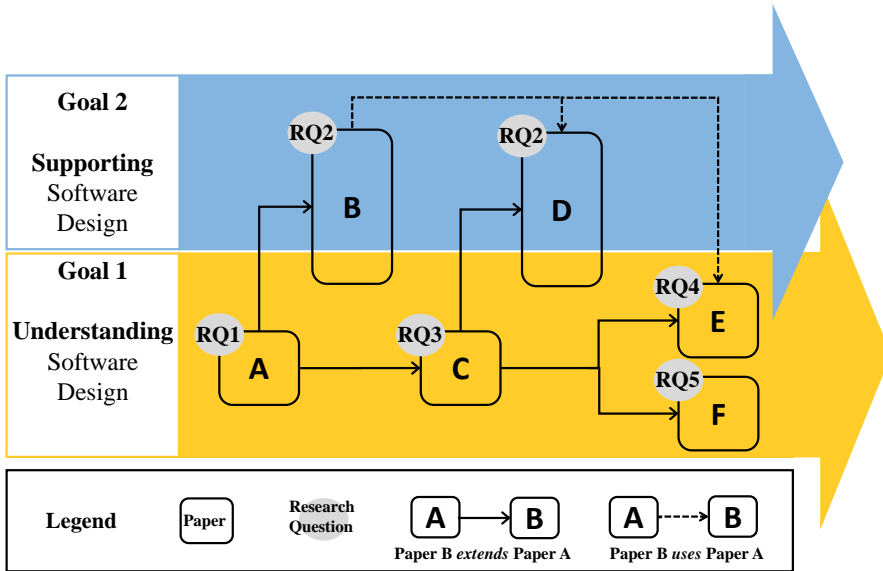 Goal 2
Supporting
Software
Design
RQ2
B
RQ2
D
Goal 1
Understanding
Software
Design
RQ1
A
RQ3
C
RQ4
E
RQ5
F
Legend
Paper
Research
Question
A
B
Paper B extends Paper A
A
B
Paper B uses Paper A